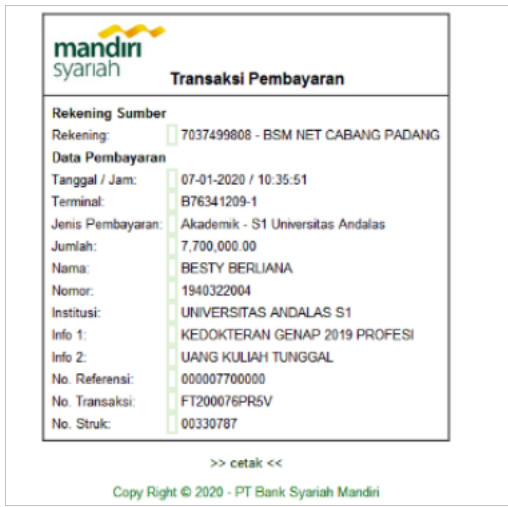 mandiri
syariah
Transaksi Pembayaran
Rekening Sumber
Rekening: 7037499808 - BSM NET CABANG PADANG
Data Pembayaran
Tanggal / Jam: 07-01-2020 / 10:35:51
Terminal: B76341209-1
Jenis Pembayaran: Akademik - S1 Universitas Andalas
Jumlah: 7,700,000.00
Nama: BESTY BERLIANA
Nomor: 1940322004
Institusi: UNIVERSITAS ANDALAS S1
Info 1: KEDOKTERAN GENAP 2019 PROFESI
Info 2: UANG KULIAH TUNGGAL
No. Referensi: 000007700000
No. Transaksi: FT200076PR5V
No. Struk: 00330787
>> cetak <<
Copy Right © 2020 - PT Bank Syariah Mandiri